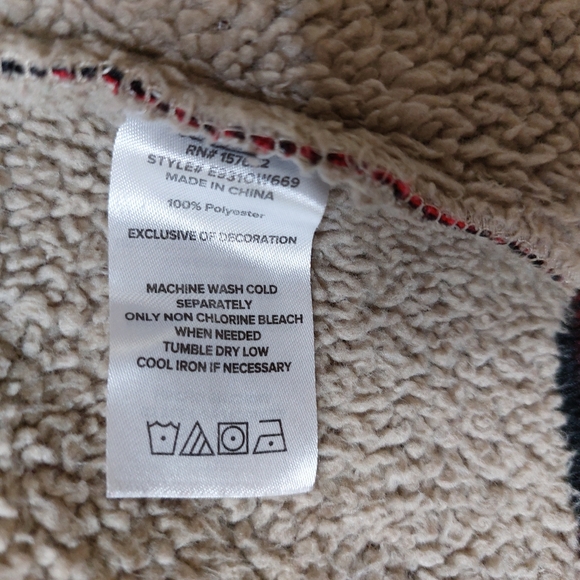 RN#
STYLE# E931OW669
MADE IN CHINA
100% Polyester
EXCLUSIVE OF DECORATION
MACHINE WASH COLD
SEPARATELY
ONLY NON CHLORINE BLEACH
WHEN NEEDED
TUMBLE DRY LOW
COOL IRON IF NECESSARY